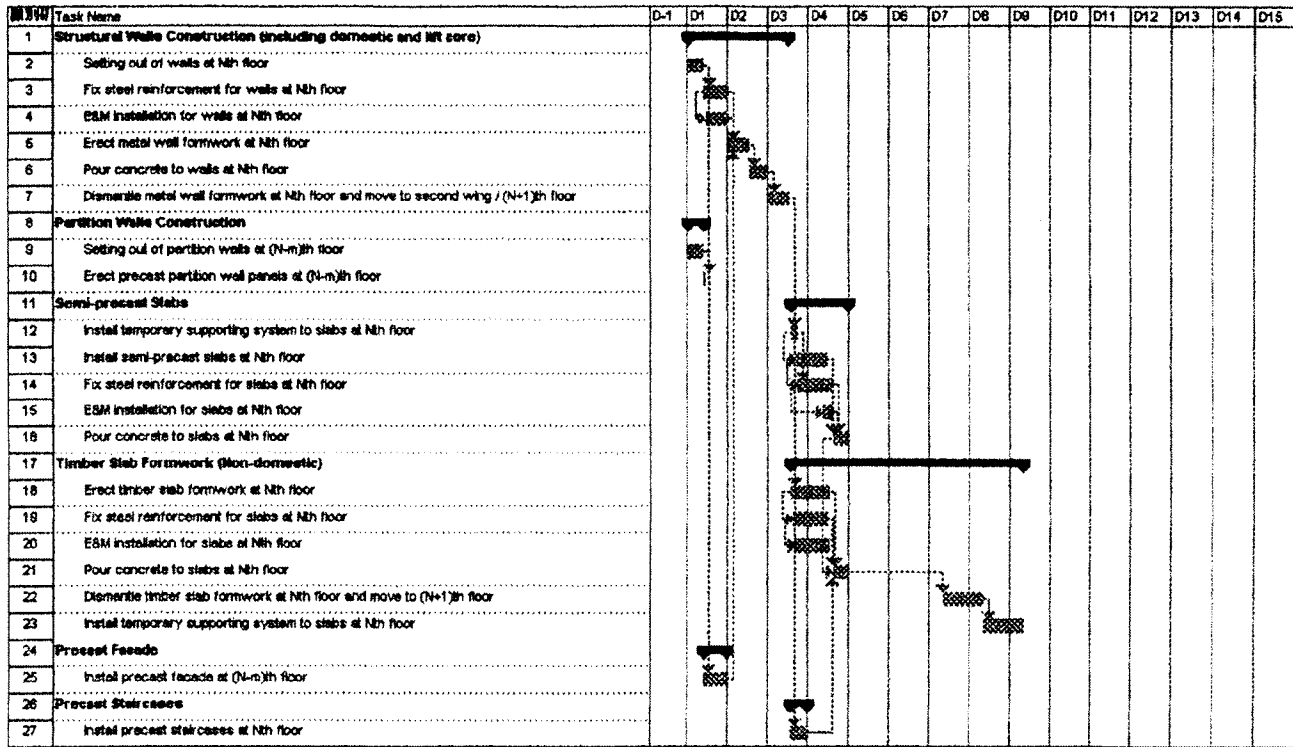 Task Name D-1 D1 D2 D3 D4 D5 D6 D7 D8 D9 D10 D11 D12 D13 D14 D15
1 Structural Walls Construction (including domestic and lift core)
2 Setting out of walls at Nth floor
3 Fix steel reinforcement for walls at Nth floor
4 E&M installation for walls at Nth floor
5 Erect metal wall formwork at Nth floor
6 Pour concrete to walls at Nth floor
7 Dismantle metal wall formwork at Nth floor and move to second wing / (N+1)th floor
8 Partition Walls Construction
9 Setting out of partition walls at (N-m)th floor
10 Erect precast partition wall panels at (N-m)th floor
11 Semi-precast Slabs
12 Install temporary supporting system to slabs at Nth floor
13 Install semi-precast slabs at Nth floor
14 Fix steel reinforcement for slabs at Nth floor
15 E&M installation for slabs at Nth floor
16 Pour concrete to slabs at Nth floor
17 Timber Slab Formwork (Non-domestic)
18 Erect timber slab formwork at Nth floor
19 Fix steel reinforcement for slabs at Nth floor
20 E&M installation for slabs at Nth floor
21 Pour concrete to slabs at Nth floor
22 Dismantle timber slab formwork at Nth floor and move to (N+1)th floor
23 Install temporary supporting system to slabs at Nth floor
24 Precast Facade
25 Install precast facade at (N-m)th floor
26 Precast Staircases
27 Install precast staircases at Nth floor